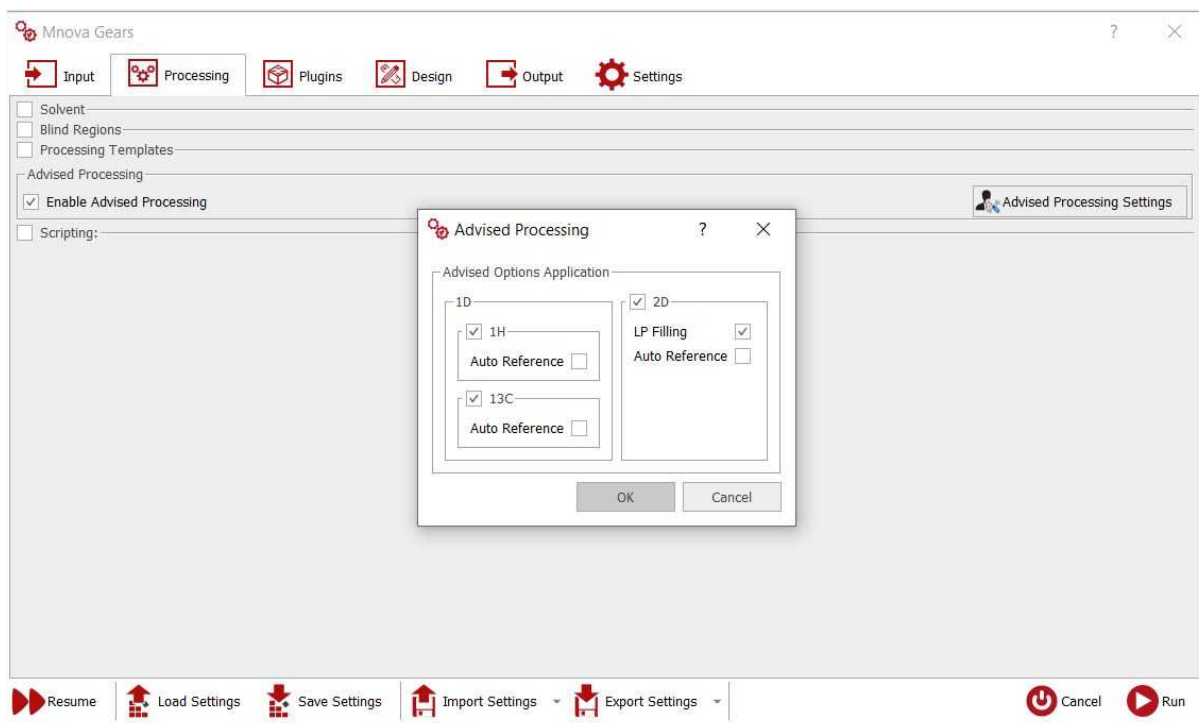 Mnova Gears ?
Input Processing Plugins Design Output Settings
Solvent
Blind Regions
Processing Templates
Advised Processing
Enable Advised Processing Advised Processing Settings
Scripting:
Advised Processing ?
Advised Options Application
1D
1H
Auto Reference
13C
Auto Reference
2D
LP Filling
Auto Reference
OK Cancel
Resume Load Settings Save Settings Import Settings Export Settings Cancel Run